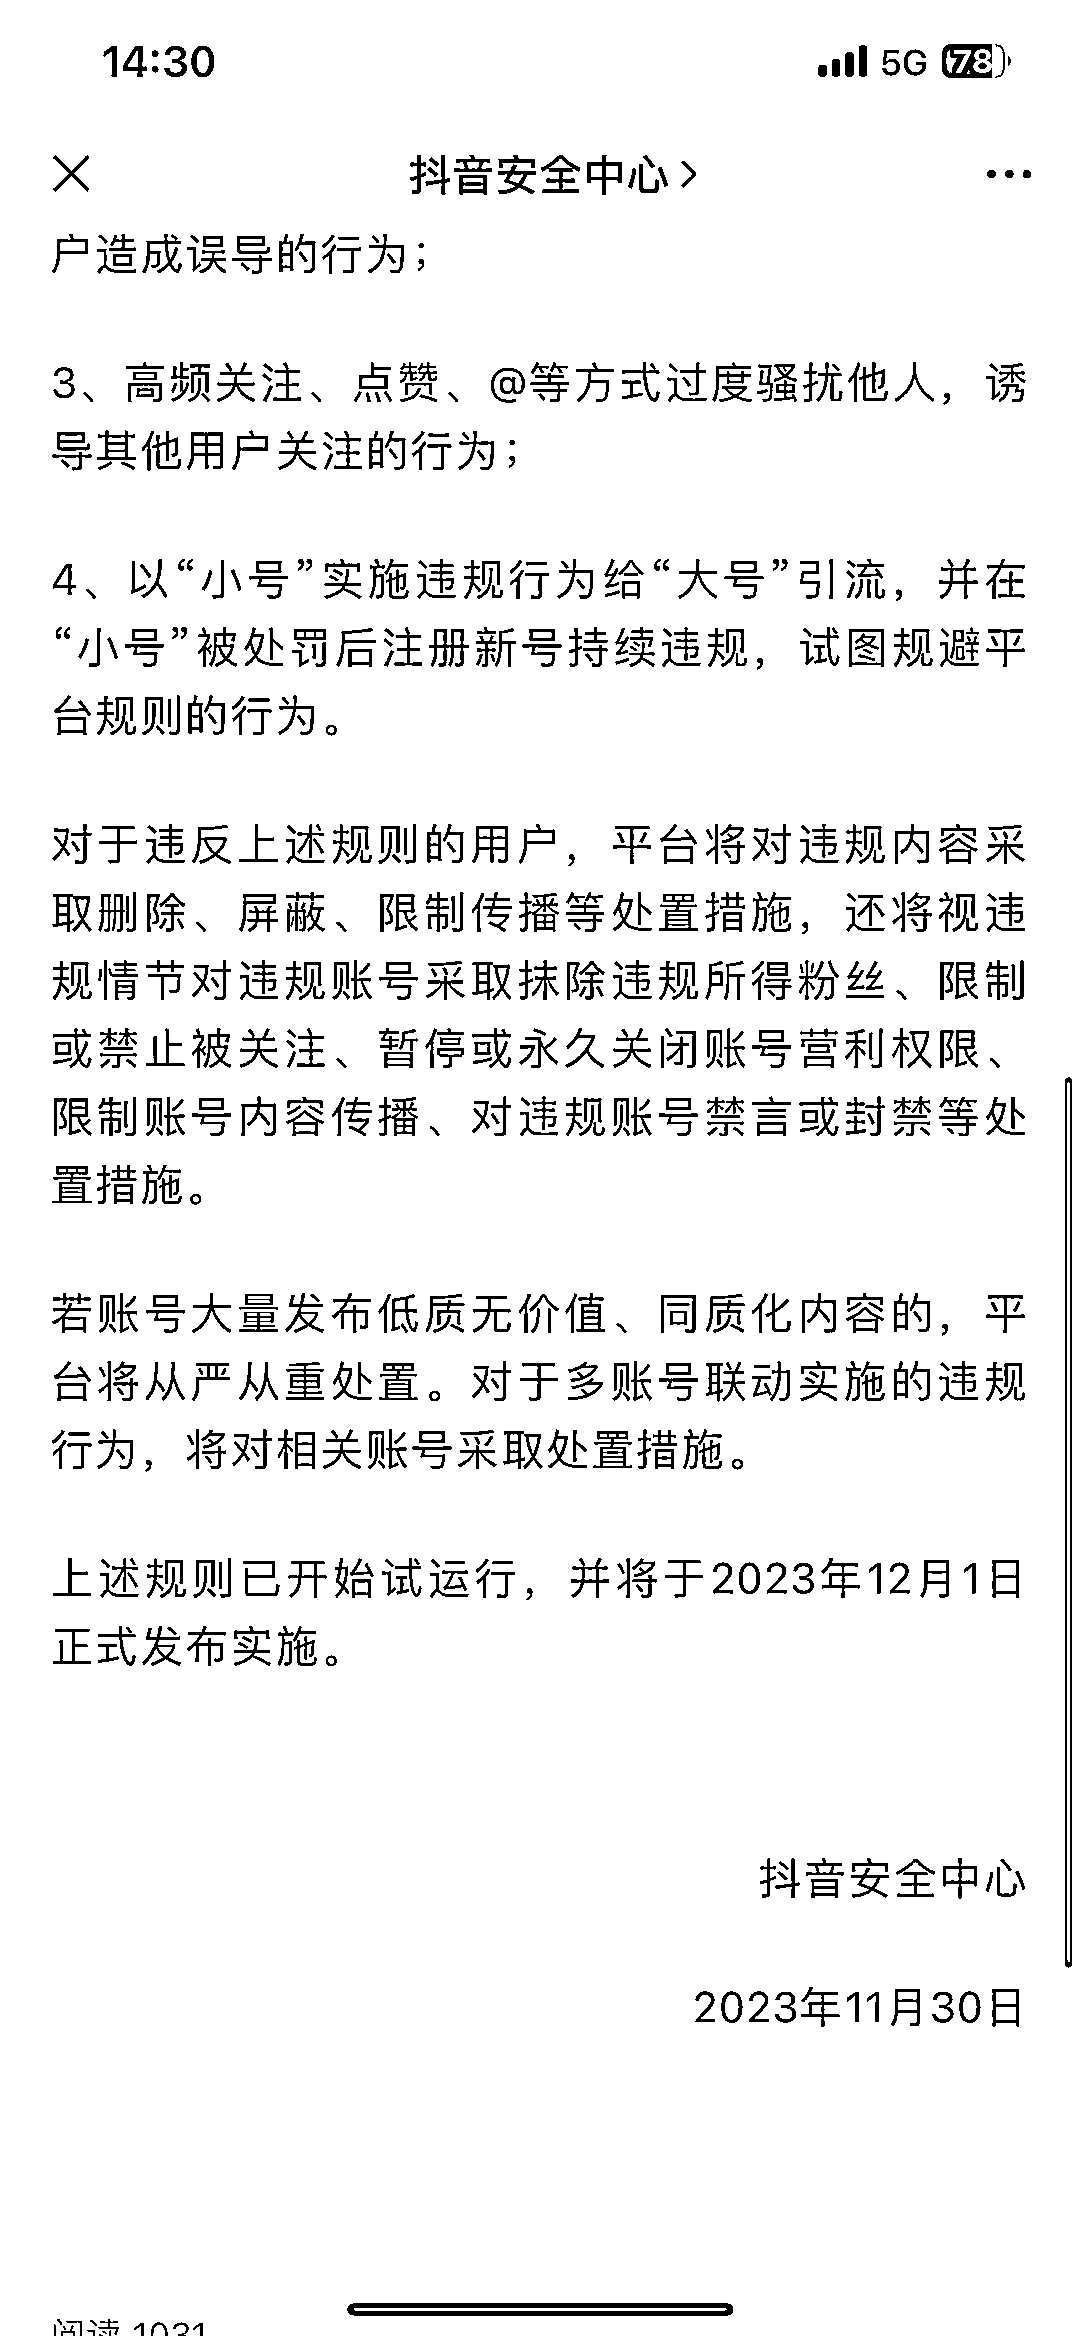 14:30
5G 78
抖音安全中心
户造成误导的行为；
3、高频关注、点赞、@等方式过度骚扰他人，诱
导其他用户关注的行为；
4、以“小号”实施违规行为给“大号”引流，并在
“小号”被处罚后注册新号持续违规，试图规避平
台规则的行为。
对于违反上述规则的用户，平台将对违规内容采
取删除、屏蔽、限制传播等处置措施，还将视违
规情节对违规账号采取抹除违规所得粉丝、限制
或禁止被关注、暂停或永久关闭账号营利权限、
限制账号内容传播、对违规账号禁言或封禁等处
置措施。
若账号大量发布低质无价值、同质化内容的，平
台将从严从重处置。对于多账号联动实施的违规
行为，将对相关账号采取处置措施。
上述规则已开始试运行，并将于2023年12月1日
正式发布实施。
抖音安全中心
2023年11月30日
阅读 1031